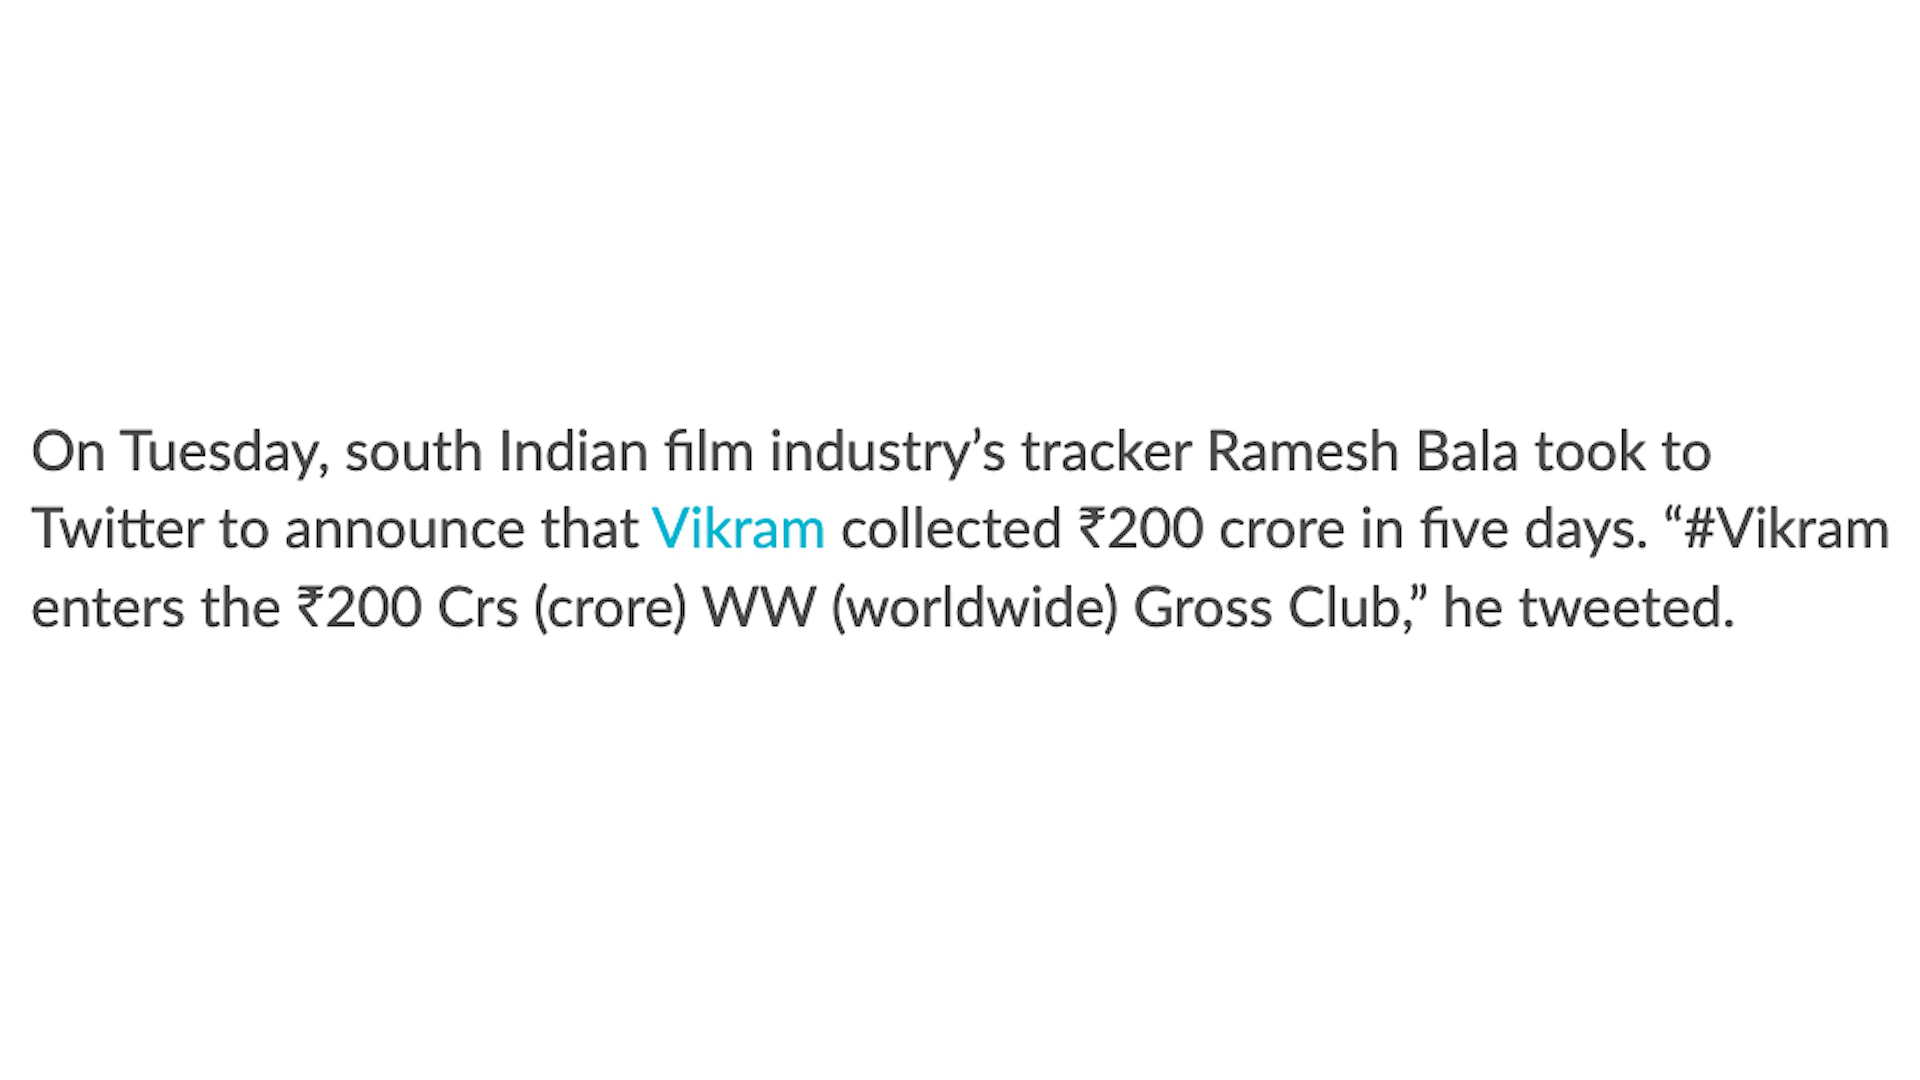 On Tuesday, south Indian film industry’s tracker Ramesh Bala took to
Twitter to announce that Vikram collected ₹200 crore in five days. “#Vikram
enters the ₹200 Crs (crore) WW (worldwide) Gross Club,” he tweeted.